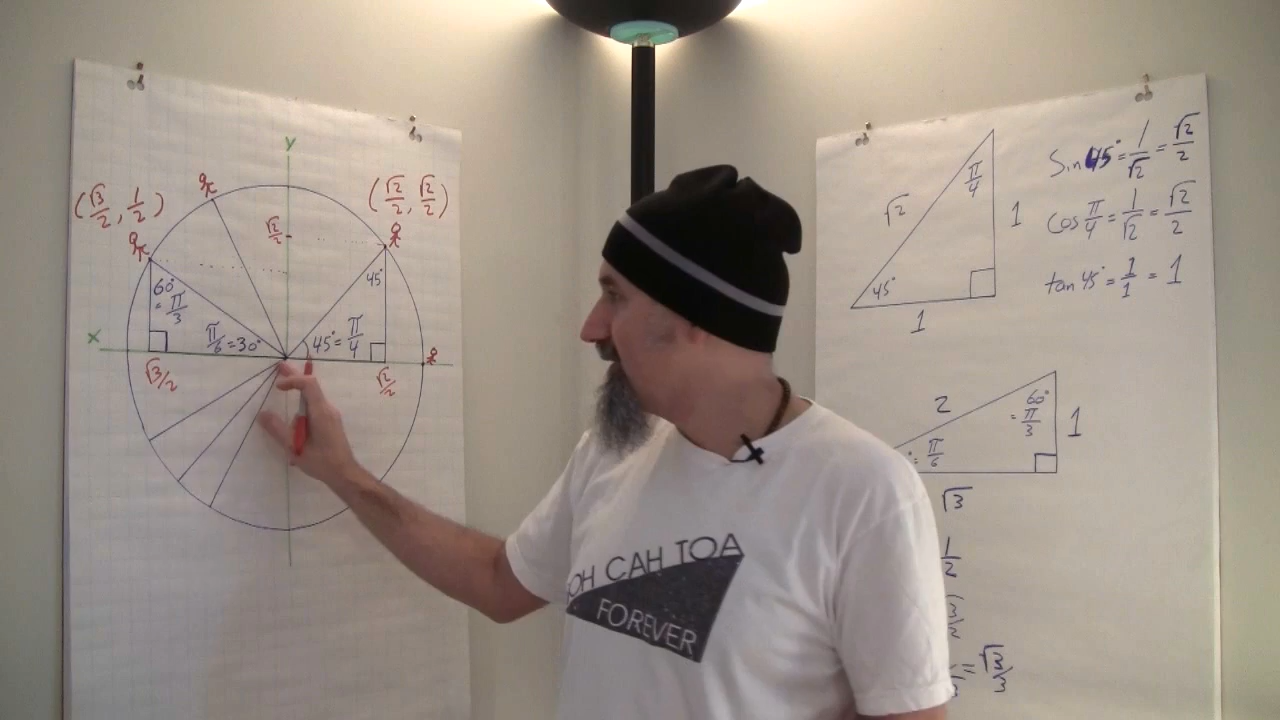 y
(√3/2, 1/2)
(√2/2, √2/2)
√2/2
60°
= π/3
45°
x
π/6 = 30°
45° = π/4
√3/2
√2/2
√2
π/4
1
45°
1
Sin 45° = 1/√2 = √2/2
Cos π/4 = 1/√2 = √2/2
tan 45° = 1/1 = 1
2
60°
= π/3
1
= π/6
√3
1/2
= √3/3
OH CAH TOA
FOREVER